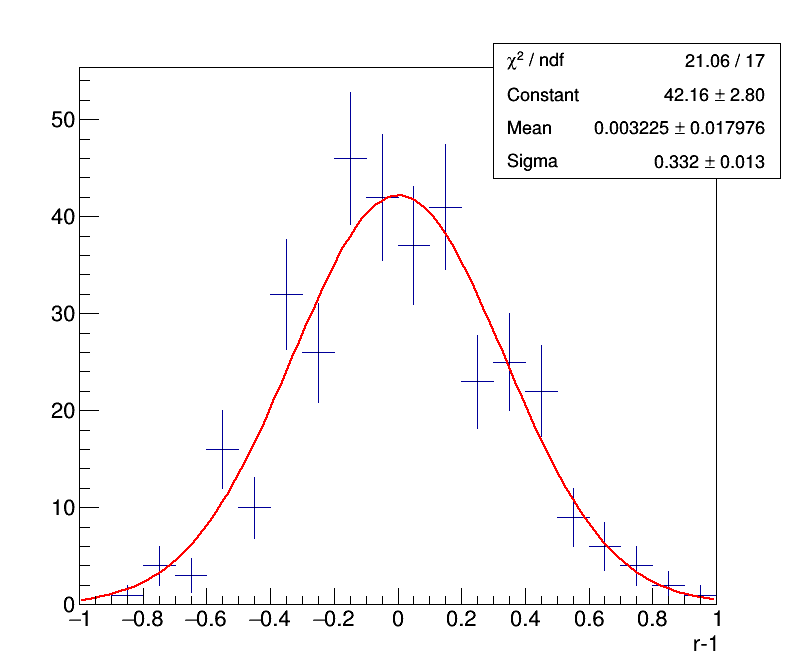 χ² / ndf 21.06 / 17
Constant 42.16 ± 2.80
Mean 0.003225 ± 0.017976
Sigma 0.332 ± 0.013
50
40
30
20
10
0
−1 −0.8 −0.6 −0.4 −0.2 0 0.2 0.4 0.6 0.8 1
r-1